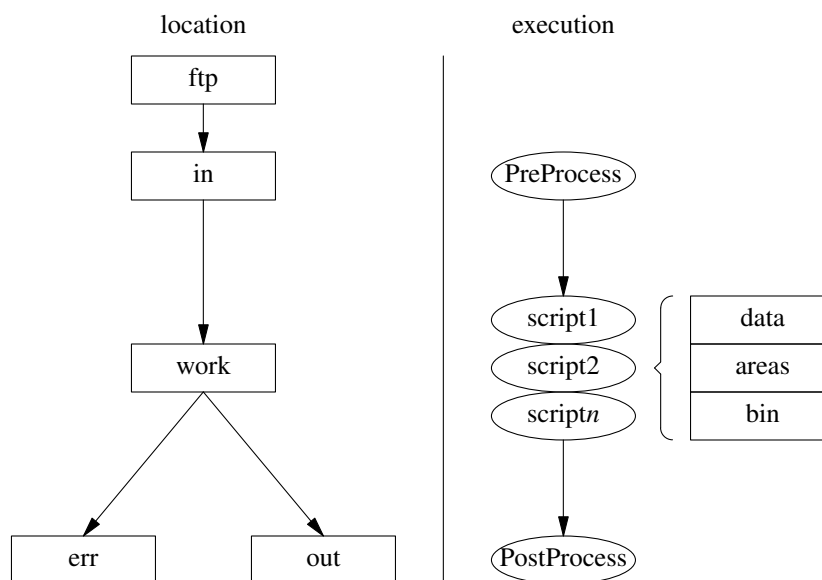 location
execution
ftp
in
PreProcess
script1
data
work
script2
areas
scriptn
bin
err
out
PostProcess